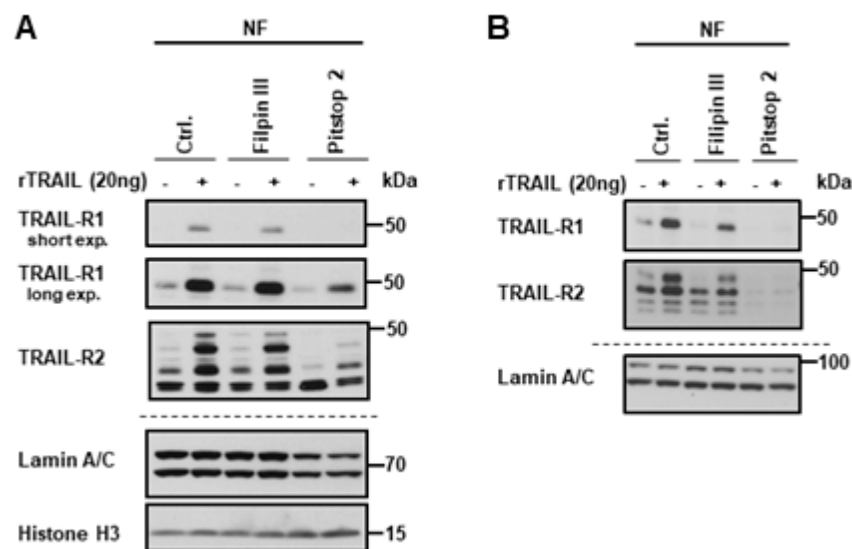 A
NF
Ctrl.
Filpin III
Pitstop 2
rTRAIL (20ng) - + - + - + kDa
TRAIL-R1
short exp.
50
TRAIL-R1
long exp.
50
TRAIL-R2
50
Lamin A/C
70
Histone H3
15
B
NF
Ctrl.
Filipin III
Pitstop 2
rTRAIL (20ng) - + - + - + kDa
TRAIL-R1
50
TRAIL-R2
50
Lamin A/C
100